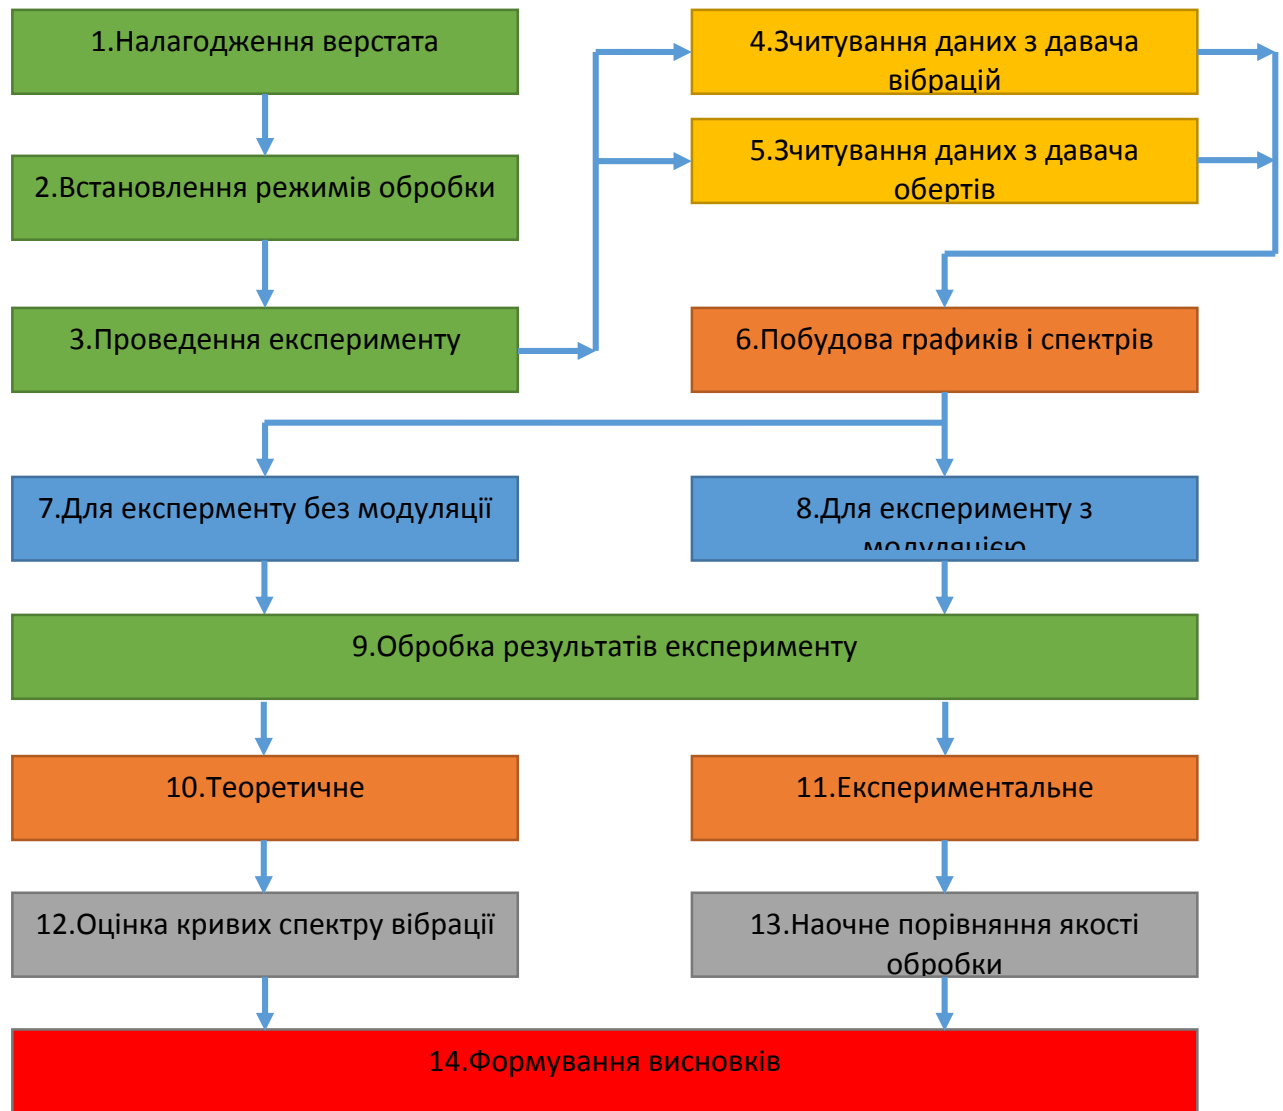 1.Налагодження верстата
2.Встановлення режимів обробки
3.Проведення експерименту
4.Зчитування даних з давача
вібрацій
5.Зчитування даних з давача
обертів
6.Побудова графиків і спектрів
7.Для експерменту без модуляції
8.Для експерименту з
модуляцією
9.Обробка результатів експерименту
10.Теоретичне
11.Експериментальне
12.Оцінка кривих спектру вібрації
13.Наочне порівняння якості
обробки
14.Формування висновків